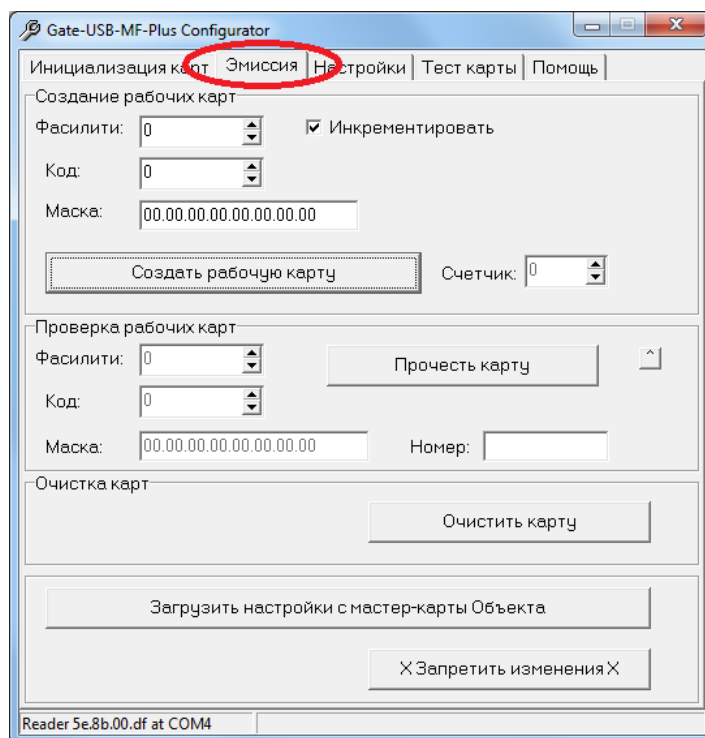 Gate-USB-MF-Plus Configurator
Инициализация карт Эмиссия Настройки Тест карты Помощь
Создание рабочих карт
Фасилити: 0 Инкрементировать
Код: 0
Маска: 00.00.00.00.00.00.00.00
Создать рабочую карту Счетчик: 0
Проверка рабочих карт
Фасилити: 0 Прочесть карту ^
Код: 0
Маска: 00.00.00.00.00.00.00.00 Номер:
Очистка карт
Очистить карту
Загрузить настройки с мастер-карты Объекта
X Запретить изменения X
Reader 5e.8b.00.df at COM4